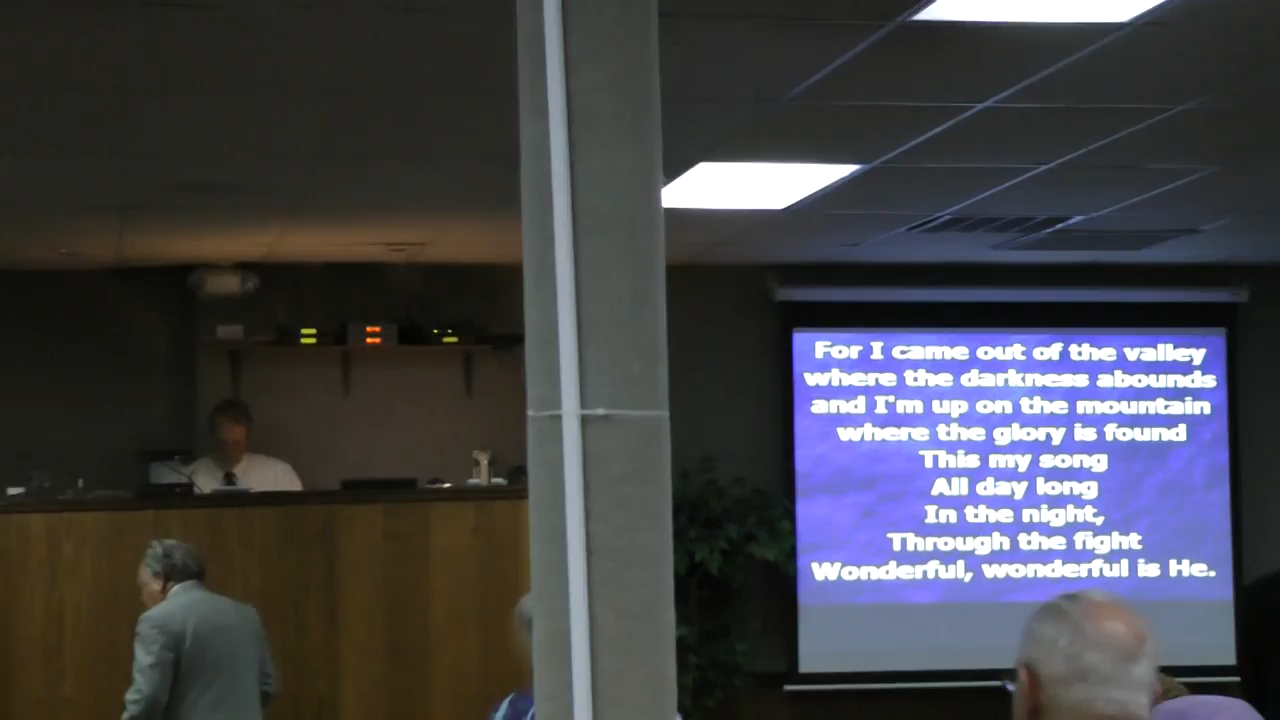 For I came out of the valley
where the darkness abounds
and I'm up on the mountain
where the glory is found
This my song
All day long
In the night,
Through the fight
Wonderful, wonderful is He.